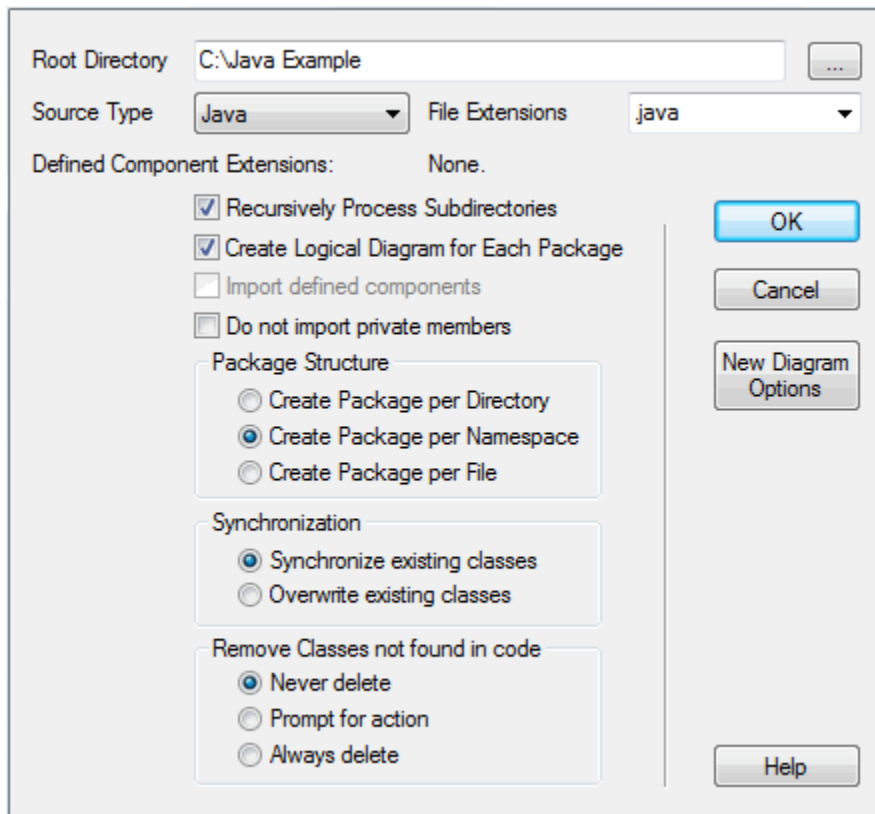 Root Directory C:\Java Example ...
Source Type Java File Extensions .java
Defined Component Extensions: None.
Recursively Process Subdirectories
OK
Create Logical Diagram for Each Package
Import defined components
Cancel
Do not import private members
Package Structure
New Diagram
Options
Create Package per Directory
Create Package per Namespace
Create Package per File
Synchronization
Synchronize existing classes
Overwrite existing classes
Remove Classes not found in code
Never delete
Prompt for action
Always delete
Help